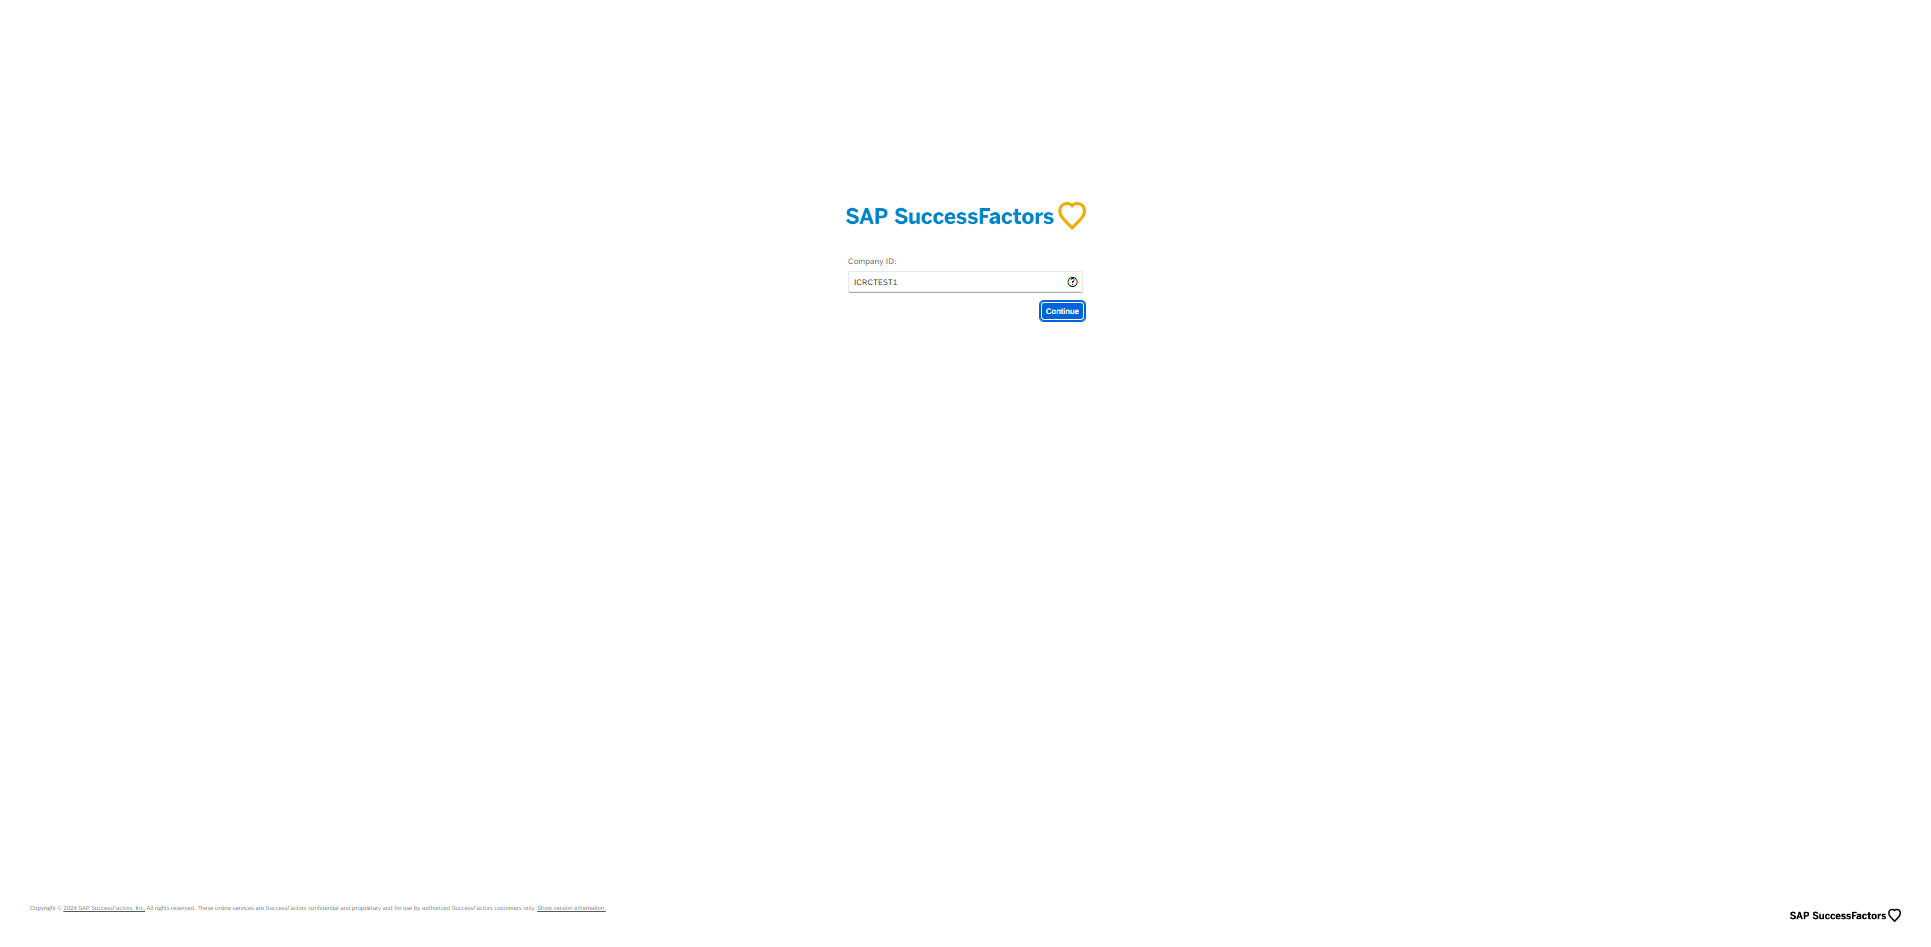 SAP SuccessFactors
Company ID:
ICRCTEST1
Continue
Copyright © 2024 SAP SuccessFactors, Inc. All rights reserved. These online services are SuccessFactors confidential and proprietary and for use by authorized SuccessFactors customers only. Show version information.
SAP SuccessFactors